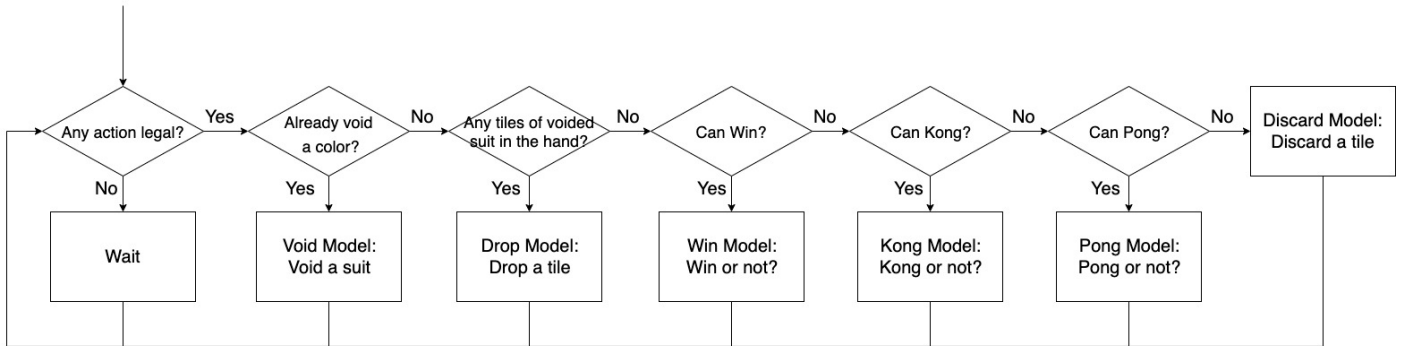 Any action legal?
Yes
No
Wait
Already void
a color?
No
Yes
Void Model:
Void a suit
Any tiles of voided
suit in the hand?
No
Yes
Drop Model:
Drop a tile
Can Win?
No
Yes
Win Model:
Win or not?
Can Kong?
No
Yes
Kong Model:
Kong or not?
Can Pong?
No
Yes
Pong Model:
Pong or not?
Discard Model:
Discard a tile